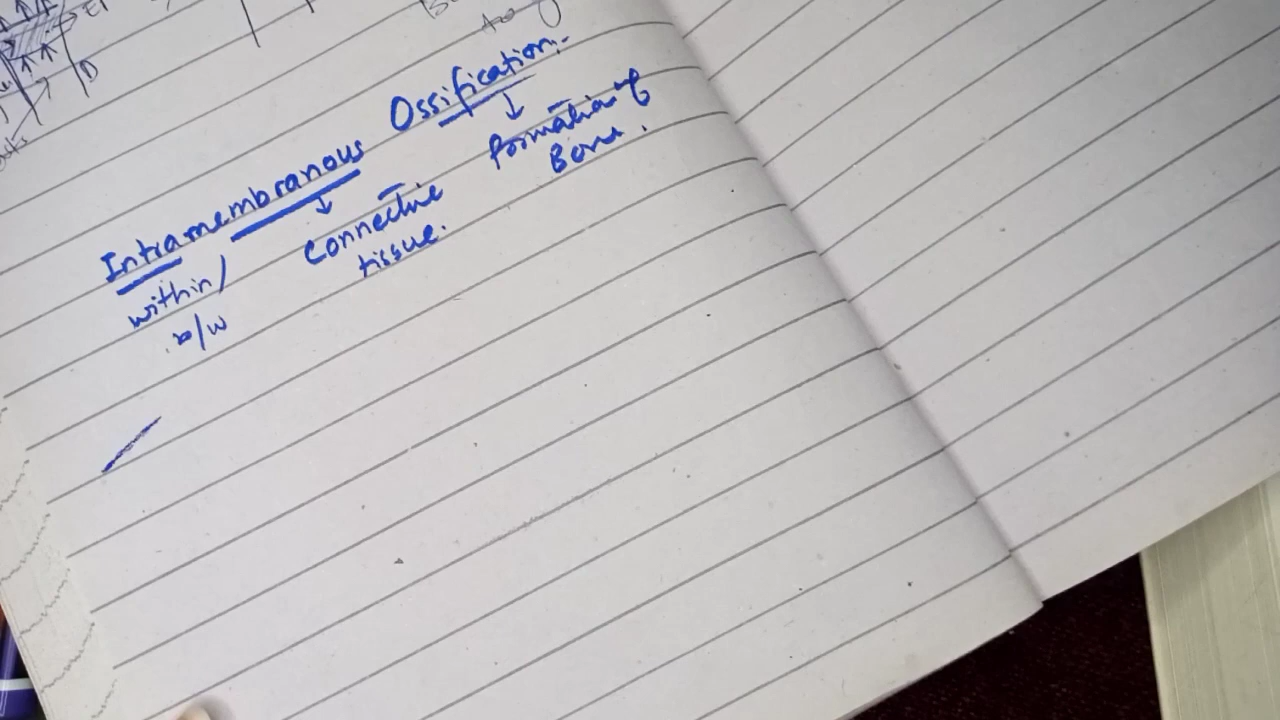 Intramembranous Ossification.
↓ ↓
within/ Connective Formation of
b/w tissue. Bone.